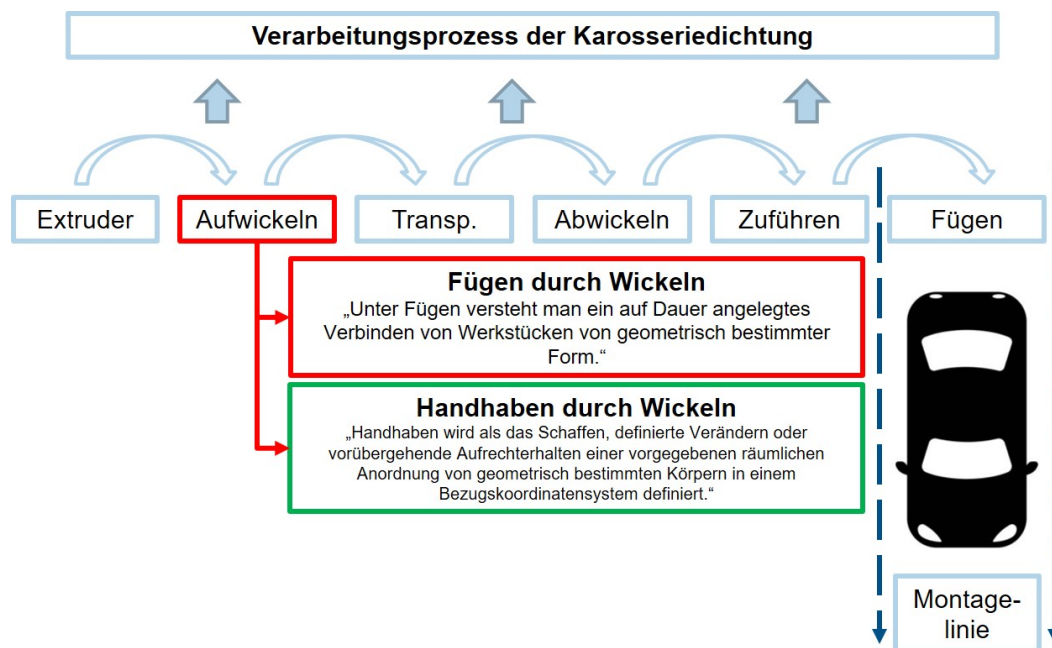 Verarbeitungsprozess der Karosseriedichtung
Extruder
Aufwickeln
Transp.
Abwickeln
Zuführen
Fügen
Fügen durch Wickeln
„Unter Fügen versteht man ein auf Dauer angelegtes
Verbinden von Werkstücken von geometrisch bestimmter
Form.“
Handhaben durch Wickeln
„Handhaben wird als das Schaffen, definierte Verändern oder
vorübergehende Aufrechterhalten einer vorgegebenen räumlichen
Anordnung von geometrisch bestimmten Körpern in einem
Bezugskoordinatensystem definiert.“
Montage-
linie